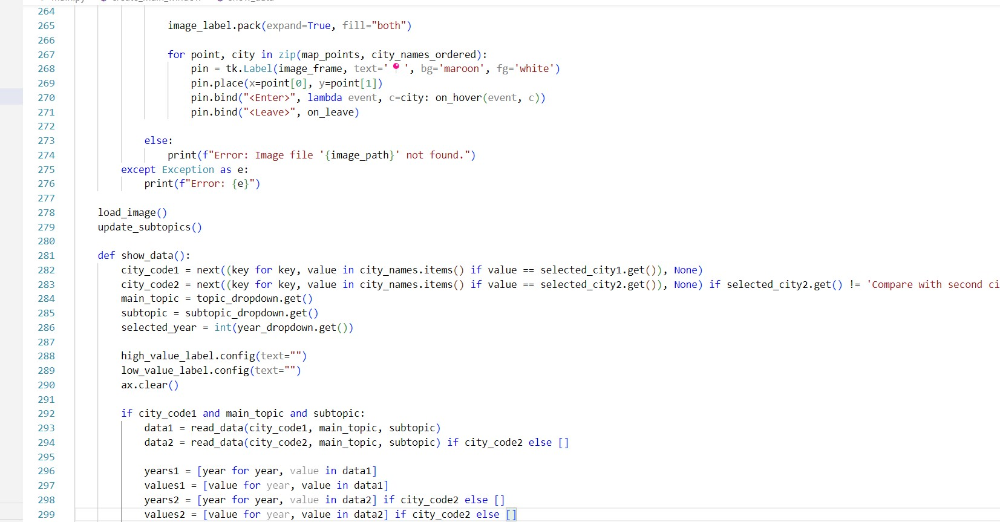 264
265 image_label.pack(expand=True, fill="both")
266
267 for point, city in zip(map_points, city_names_ordered):
268 pin = tk.Label(image_frame, text='📍', bg='maroon', fg='white')
269 pin.place(x=point[0], y=point[1])
270 pin.bind("<Enter>", lambda event, c=city: on_hover(event, c))
271 pin.bind("<Leave>", on_leave)
272
273 else:
274 print(f"Error: Image file '{image_path}' not found.")
275 except Exception as e:
276 print(f"Error: {e}")
277
278 load_image()
279 update_subtopics()
280
281 def show_data():
282 city_code1 = next((key for key, value in city_names.items() if value == selected_city1.get()), None)
283 city_code2 = next((key for key, value in city_names.items() if value == selected_city2.get()), None) if selected_city2.get() != 'Compare with second ci
284 main_topic = topic_dropdown.get()
285 subtopic = subtopic_dropdown.get()
286 selected_year = int(year_dropdown.get())
287
288 high_value_label.config(text="")
289 low_value_label.config(text="")
290 ax.clear()
291
292 if city_code1 and main_topic and subtopic:
293 data1 = read_data(city_code1, main_topic, subtopic)
294 data2 = read_data(city_code2, main_topic, subtopic) if city_code2 else []
295
296 years1 = [year for year, value in data1]
297 values1 = [value for year, value in data1]
298 years2 = [year for year, value in data2] if city_code2 else []
299 values2 = [value for year, value in data2] if city_code2 else []